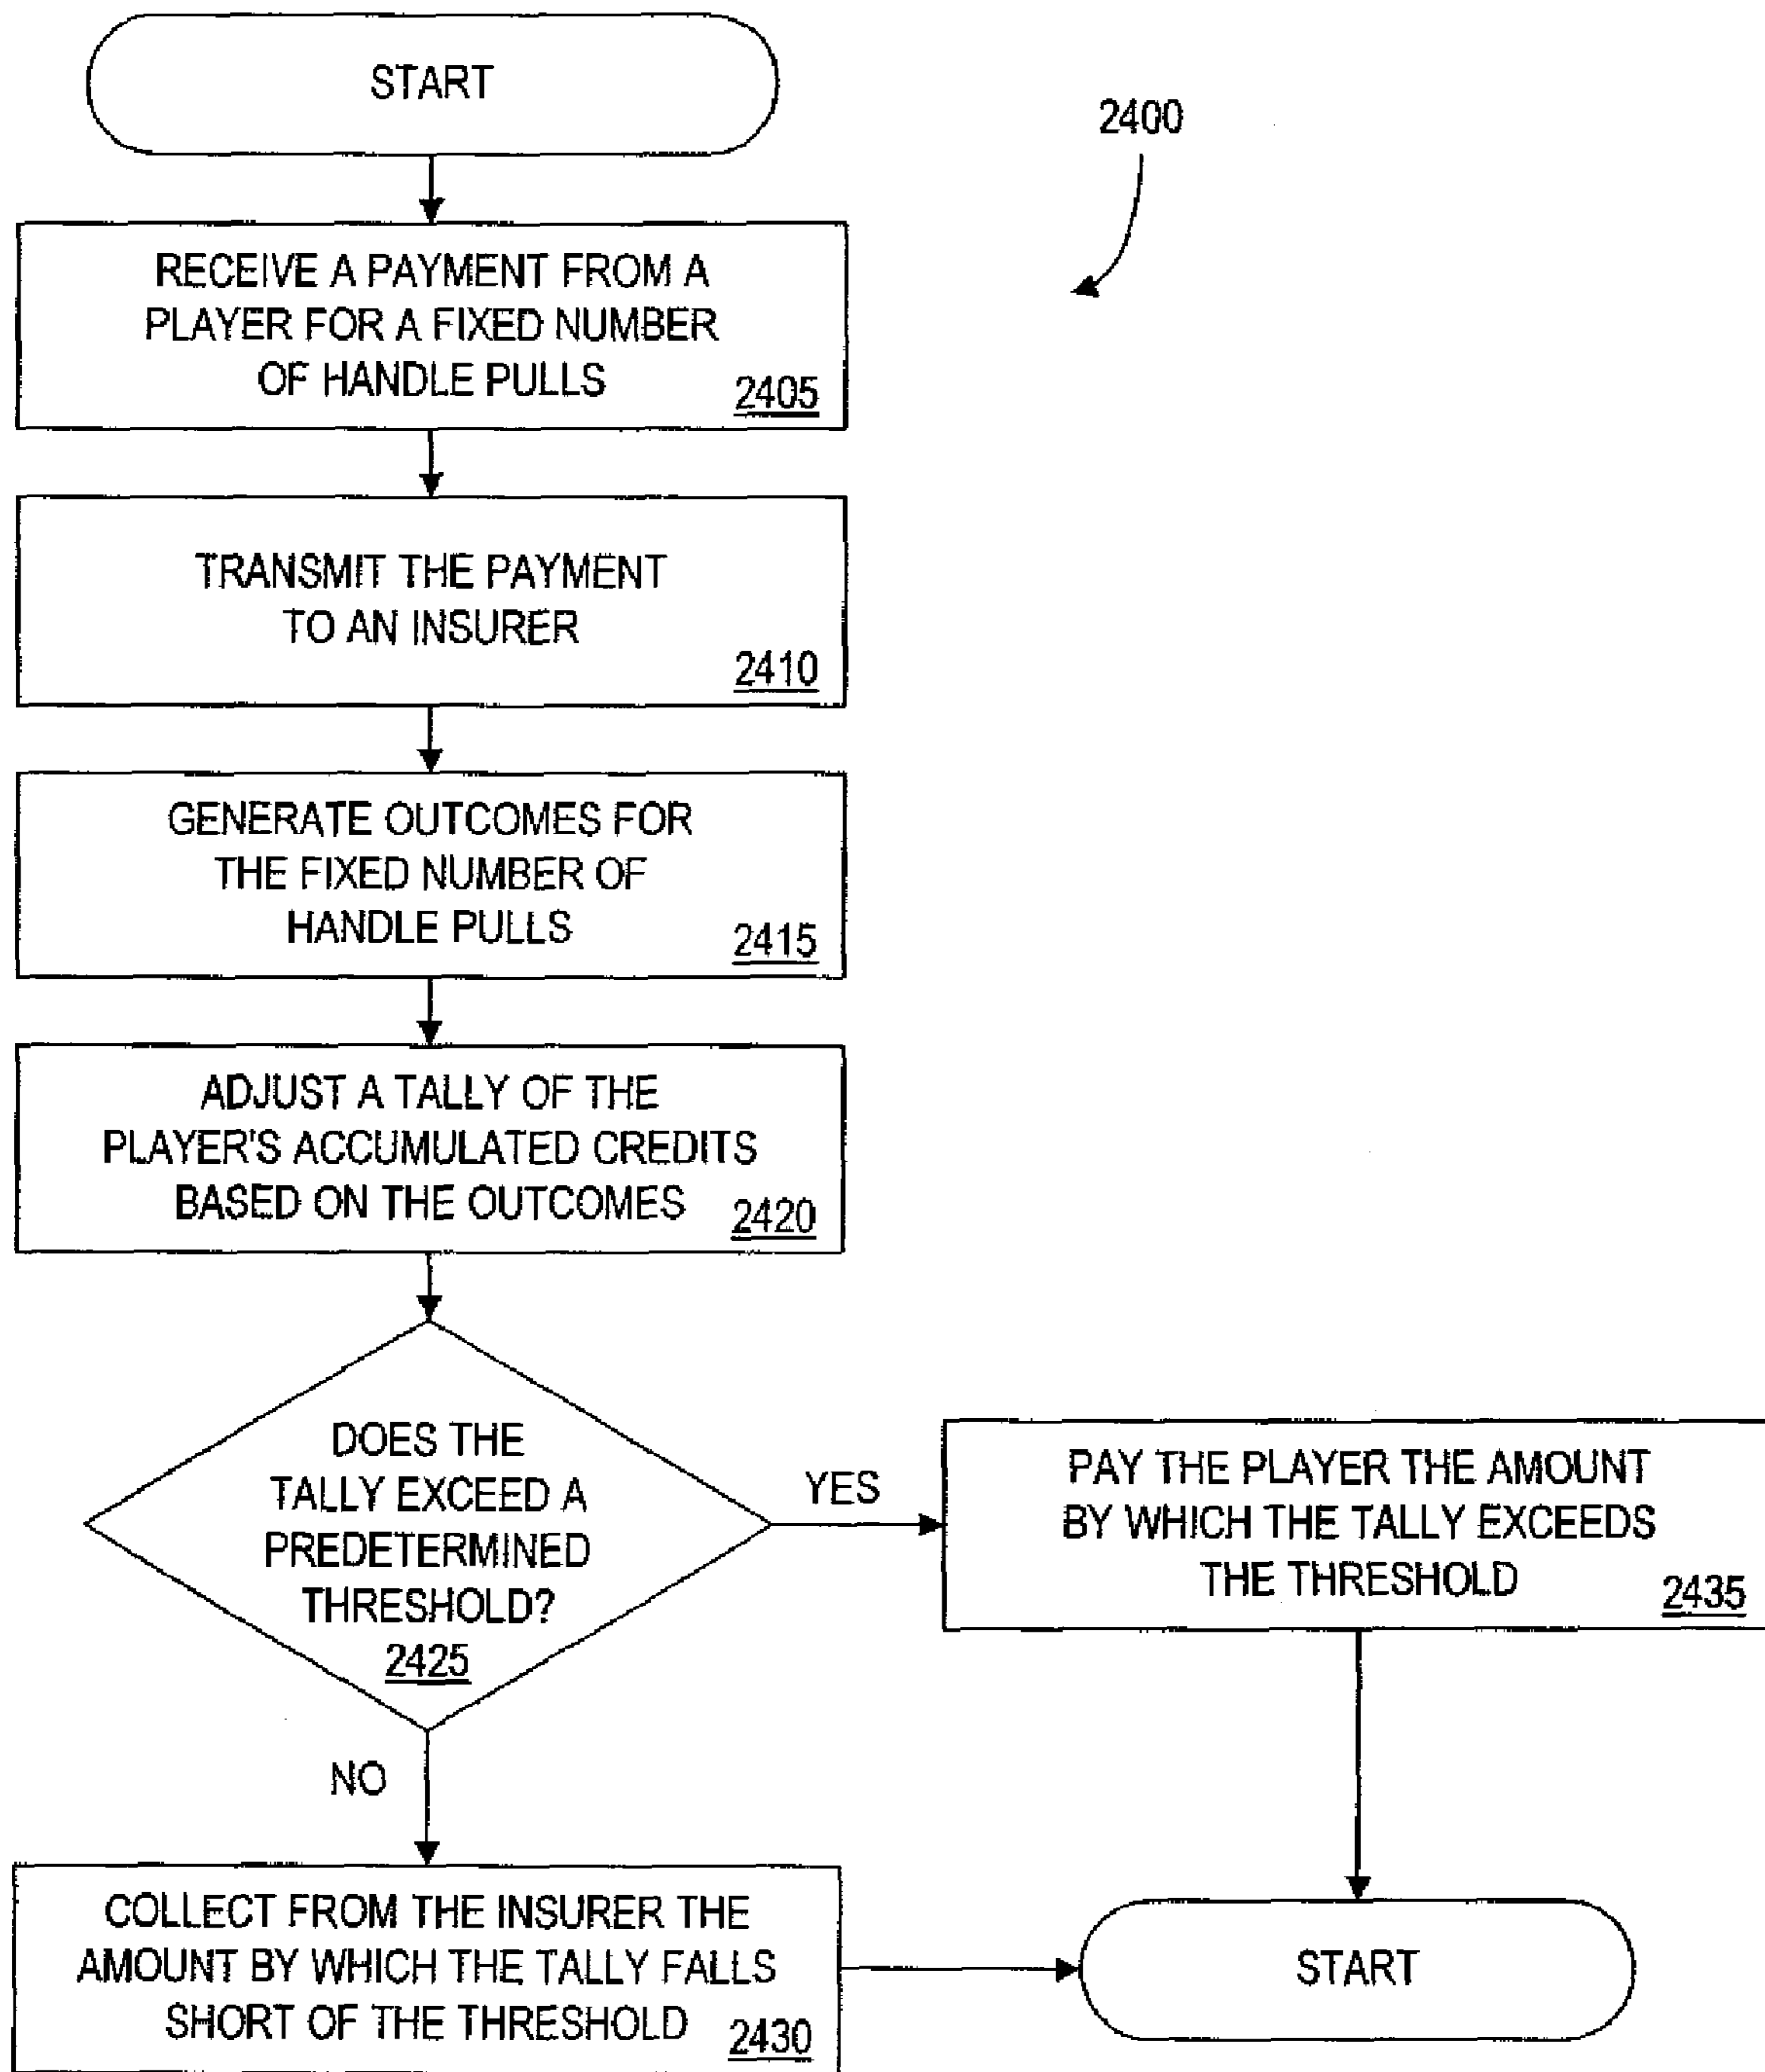 START
2400
RECEIVE A PAYMENT FROM A
PLAYER FOR A FIXED NUMBER
OF HANDLE PULLS
2405
TRANSMIT THE PAYMENT
TO AN INSURER
2410
GENERATE OUTCOMES FOR
THE FIXED NUMBER OF
HANDLE PULLS
2415
ADJUST A TALLY OF THE
PLAYER'S ACCUMULATED CREDITS
BASED ON THE OUTCOMES
2420
DOES THE
TALLY EXCEED A
PREDETERMINED
THRESHOLD?
2425
YES
PAY THE PLAYER THE AMOUNT
BY WHICH THE TALLY EXCEEDS
THE THRESHOLD
2435
NO
COLLECT FROM THE INSURER THE
AMOUNT BY WHICH THE TALLY FALLS
SHORT OF THE THRESHOLD
2430
START